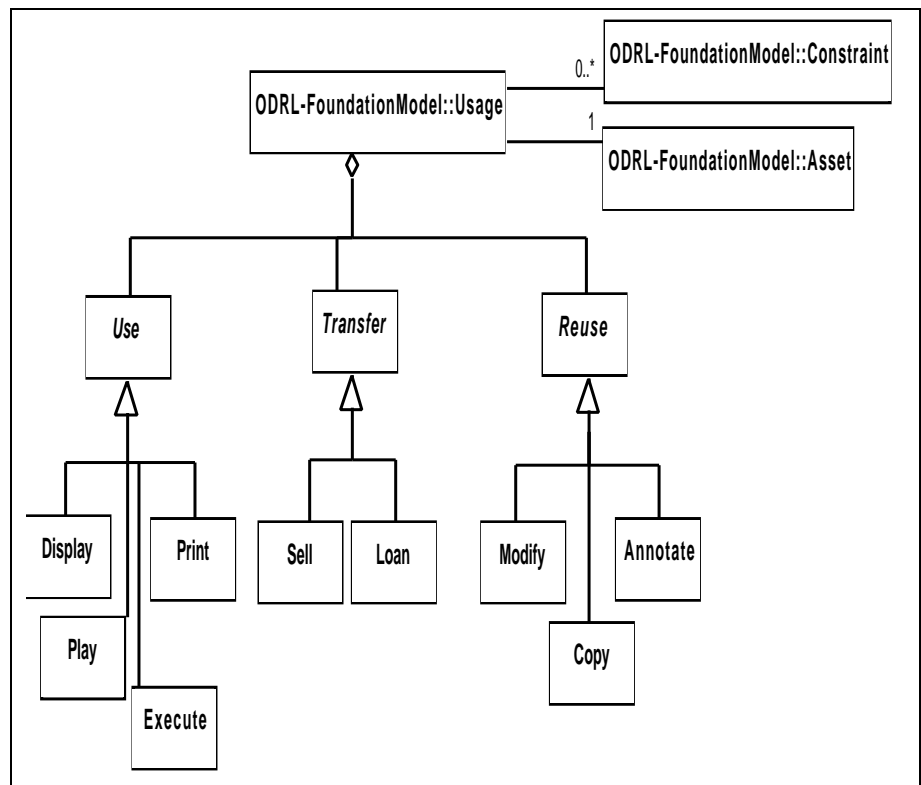 ODRL-FoundationModel::Constraint
0..*
ODRL-FoundationModel::Usage
1
ODRL-FoundationModel::Asset
Use
Transfer
Reuse
Display
Print
Sell
Loan
Modify
Annotate
Play
Copy
Execute